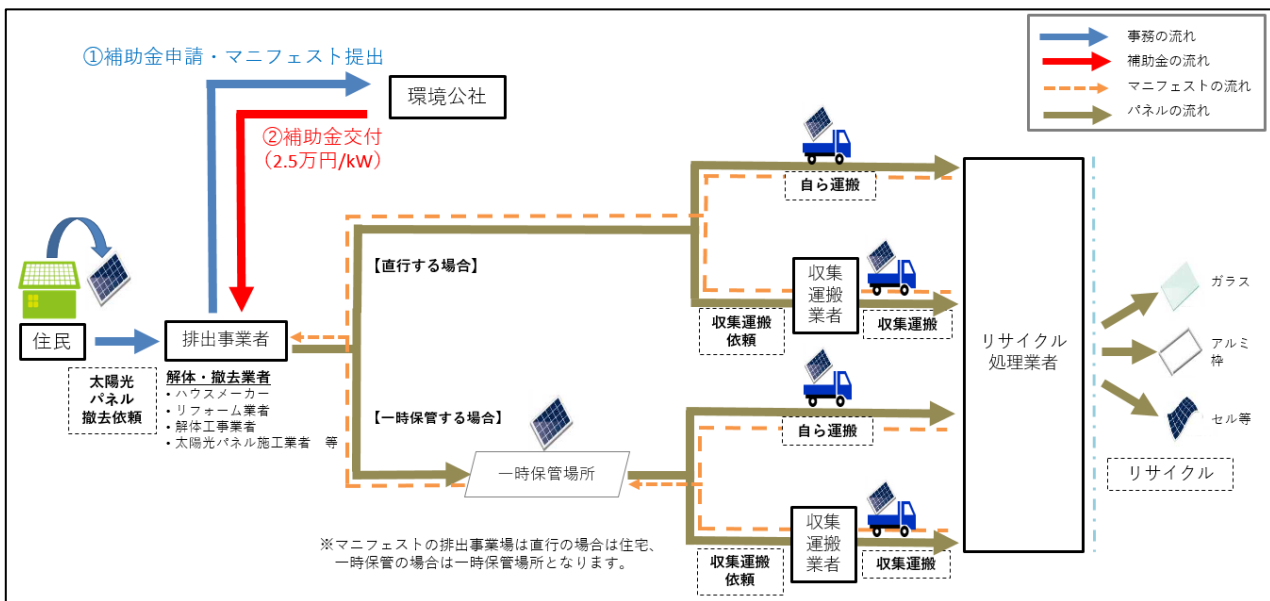 ①補助金申請・マニフェスト提出
環境公社
②補助金交付
(2.5万円/kW)
事務の流れ
補助金の流れ
マニフェストの流れ
パネルの流れ
自ら運搬
【直行する場合】
収集
運搬
業者
収集運搬
依頼
収集運搬
住民
排出事業者
太陽光
パネル
撤去依頼
解体・撤去業者
・ハウスメーカー
・リフォーム業者
・解体工事業者
・太陽光パネル施工業者 等
【一時保管する場合】
一時保管場所
自ら運搬
収集
運搬
業者
収集運搬
依頼
収集運搬
※マニフェストの排出事業場は直行の場合は住宅、
一時保管の場合は一時保管場所となります。
リサイクル
処理業者
ガラス
アルミ
枠
セル等
リサイクル